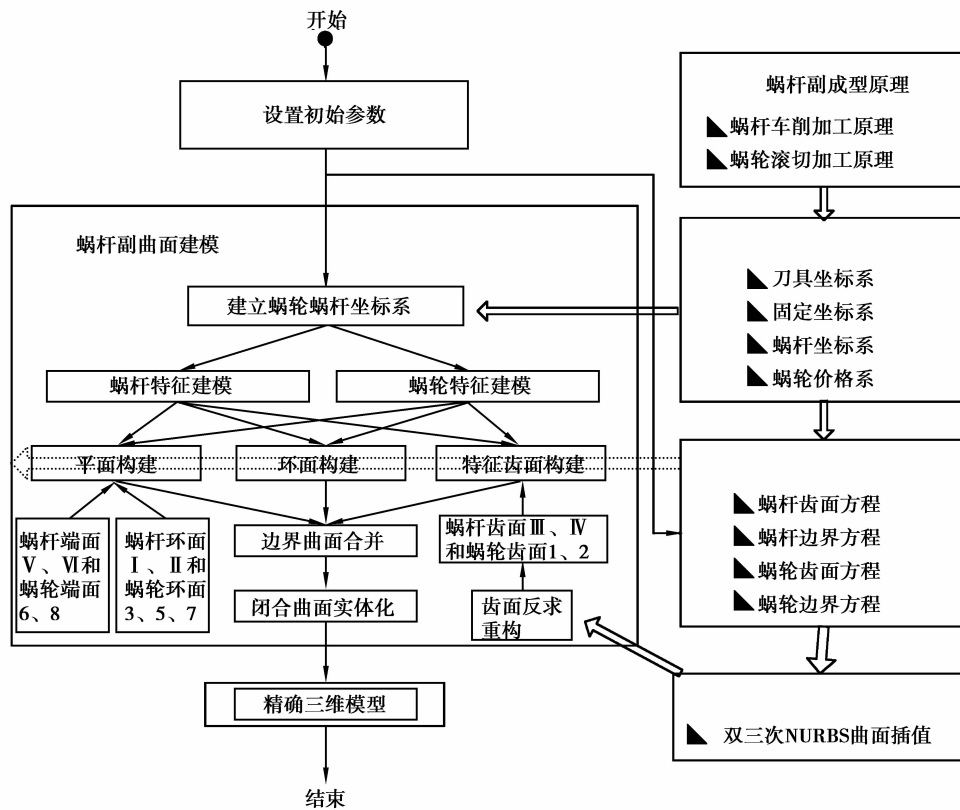 开始
设置初始参数
蜗杆副曲面建模
建立蜗轮蜗杆坐标系
蜗杆特征建模
蜗轮特征建模
平面构建
环面构建
特征齿面构建
蜗杆端面
Ⅴ、Ⅵ和
蜗轮端面
6、8
蜗杆环面
Ⅰ、Ⅱ和
蜗轮环面
3、5、7
边界曲面合并
蜗杆齿面Ⅲ、Ⅳ
和蜗轮齿面1、2
闭合曲面实体化
齿面反求
重构
精确三维模型
结束
蜗杆副成型原理
蜗杆车削加工原理
蜗轮滚切加工原理
刀具坐标系
固定坐标系
蜗杆坐标系
蜗轮价格系
蜗杆齿面方程
蜗杆边界方程
蜗轮齿面方程
蜗轮边界方程
双三次NURBS曲面插值